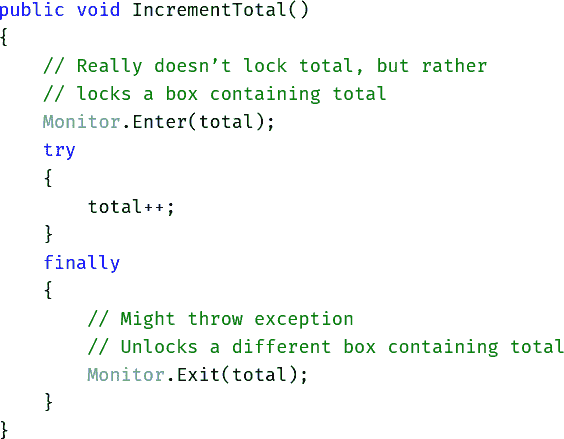 public void IncrementTotal()
{
    // Really doesn’t lock total, but rather
    // locks a box containing total
    Monitor.Enter(total);
    try
    {
        total++;
    }
    finally
    {
        // Might throw exception
        // Unlocks a different box containing total
        Monitor.Exit(total);
    }
}